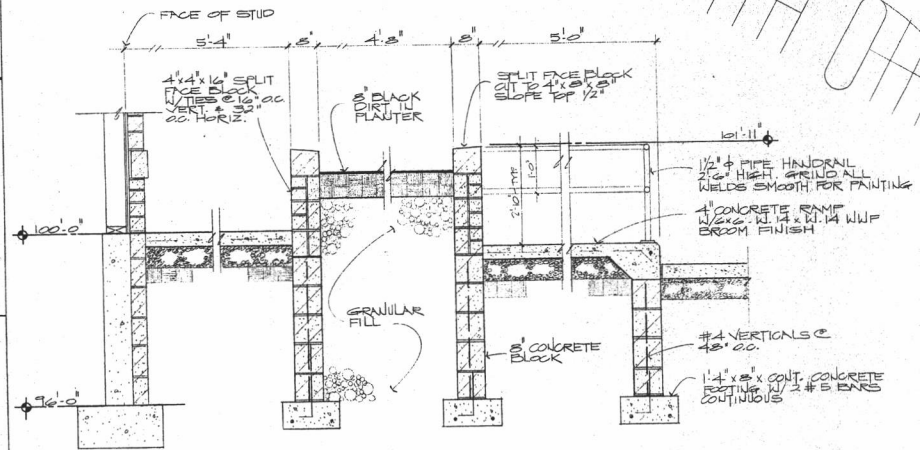 FACE OF STUD
5'-4"
8"
4'-8"
8"
5'-0"
4"x4"x16" SPLIT
FACE BLOCK
W/TIES @ 16" O.C.
VERT. & 32"
O.C. HORIZ.
8" BLACK
DIRT IN
PLANTER
SPLIT FACE BLOCK
CUT TO 4"x8"x8"
SLOPE TOP 1/2"
101'-11"
1 1/2" φ PIPE HANDRAIL
2'-6" HIGH. GRIND ALL
WELDS SMOOTH FOR PAINTING
1'-0"
4" CONCRETE RAMP
W/6x6 - W.14 x W.14 WWF
BROOM FINISH
100'-0"
GRANULAR
FILL
8" CONCRETE
BLOCK
#4 VERTICALS @
48" O.C.
1'-4" x 8" x CONT. CONCRETE
FOOTING W/ 2 #5 BARS
CONTINUOUS
96'-0"